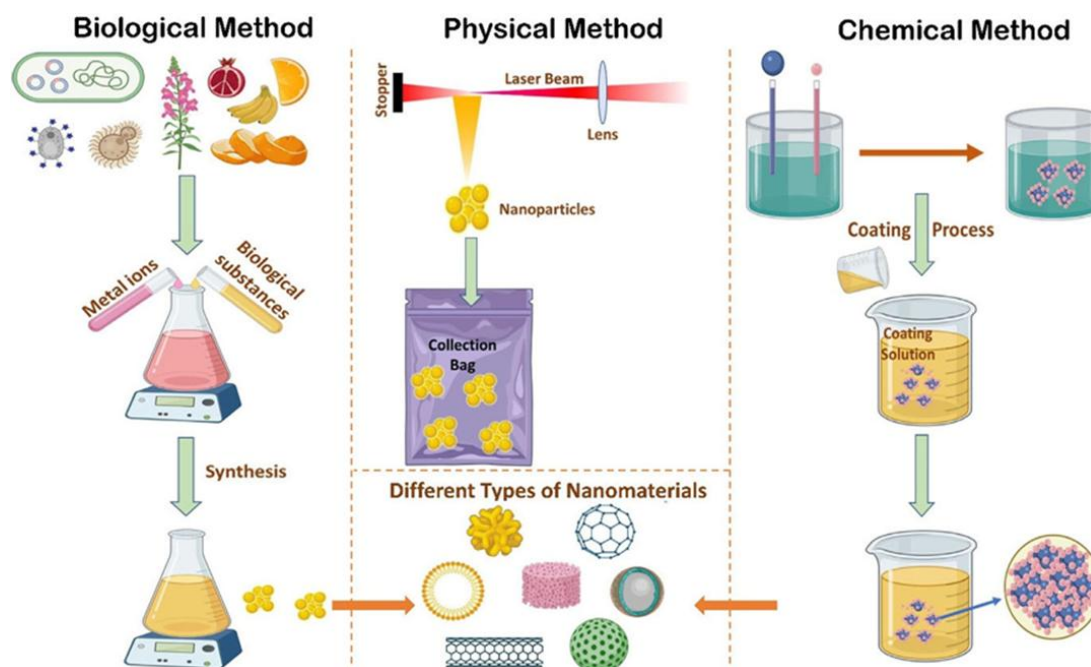 Biological Method
Metal ions
Biological
substances
Synthesis
Physical Method
Stopper
Laser Beam
Lens
Nanoparticles
Collection
Bag
Different Types of Nanomaterials
Chemical Method
Coating Process
Coating
Solution